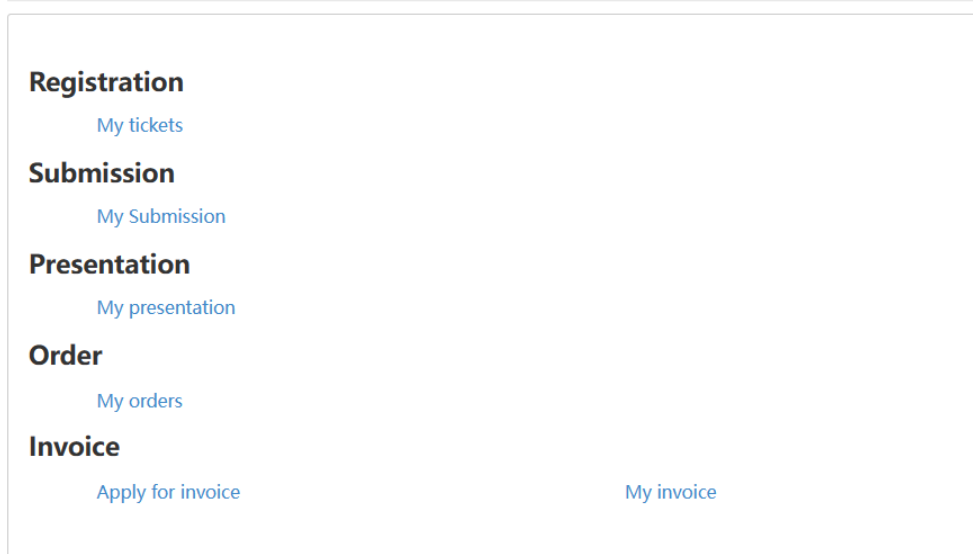 Registration
My tickets
Submission
My Submission
Presentation
My presentation
Order
My orders
Invoice
Apply for invoice My invoice